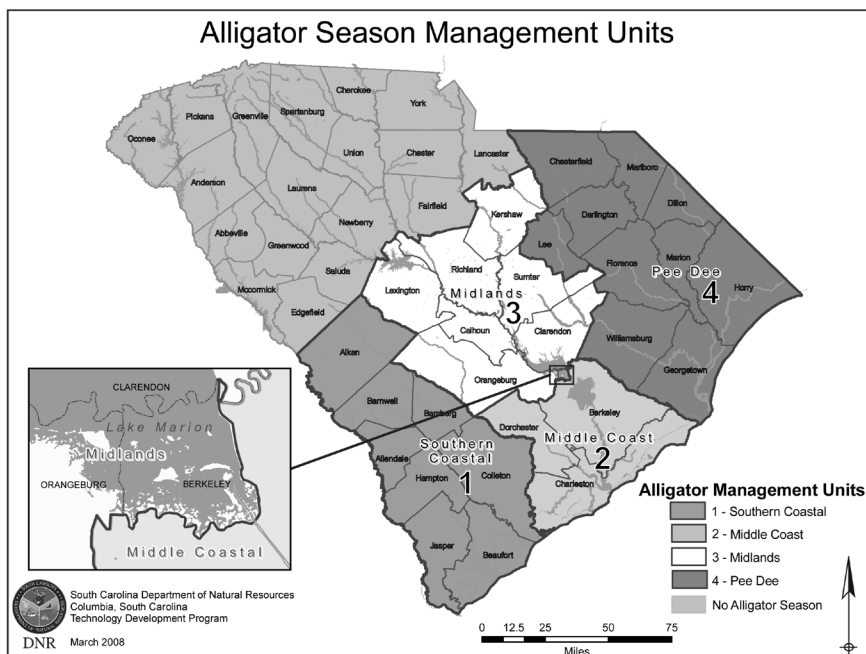 Alligator Season Management Units
Cherokee
York
Spartanburg
Greenville
Pickens
Oconee
Union
Chester
Lancaster
Chesterfield
Marlboro
Anderson
Laurens
Fairfield
Kershaw
Darlington
Dillon
Newberry
Abbeville
Greenwood
Lee
Florence
Marion
Saluda
Richland
Sumter
Pee Dee
4
Horry
Mccormick
Lexington
Midlands
3
Edgefield
Calhoun
Clarendon
Williamsburg
Aiken
Georgetown
Orangeburg
Barnwell
Bamberg
Berkeley
Dorchester
Middle Coast
2
Southern
Coastal
1
Allendale
Hampton
Colleton
Charleston
Jasper
Beaufort
CLARENDON
Lake Marion
Midlands
ORANGEBURG
BERKELEY
Middle Coastal
Alligator Management Units
1 - Southern Coastal
2 - Middle Coast
3 - Midlands
4 - Pee Dee
No Alligator Season
South Carolina Department of Natural Resources
Columbia, South Carolina
Technology Development Program
DNR
March 2008
0 12.5 25 50 75
Miles